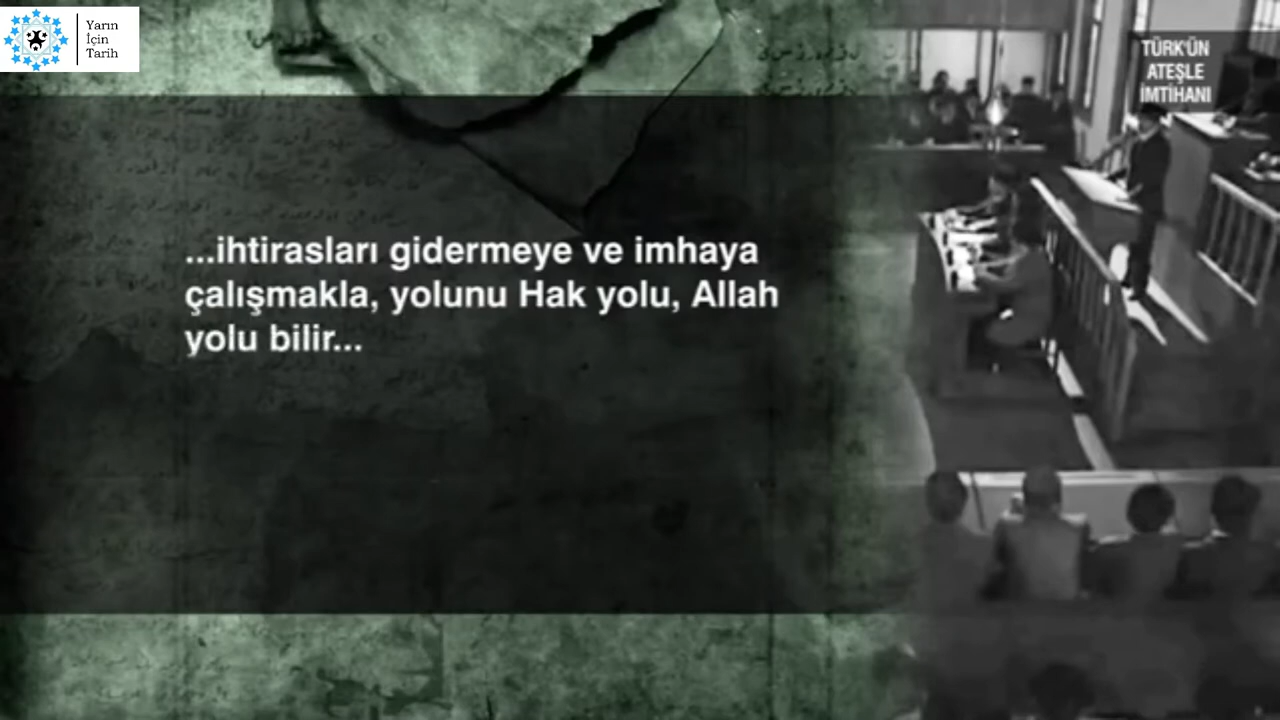 Yarın
İçin
Tarih
TÜRK'ÜN
ATEŞLE
İMTİHANI
...ihtirasları gidermeye ve imhaya
çalışmakla, yolunu Hak yolu, Allah
yolu bilir...